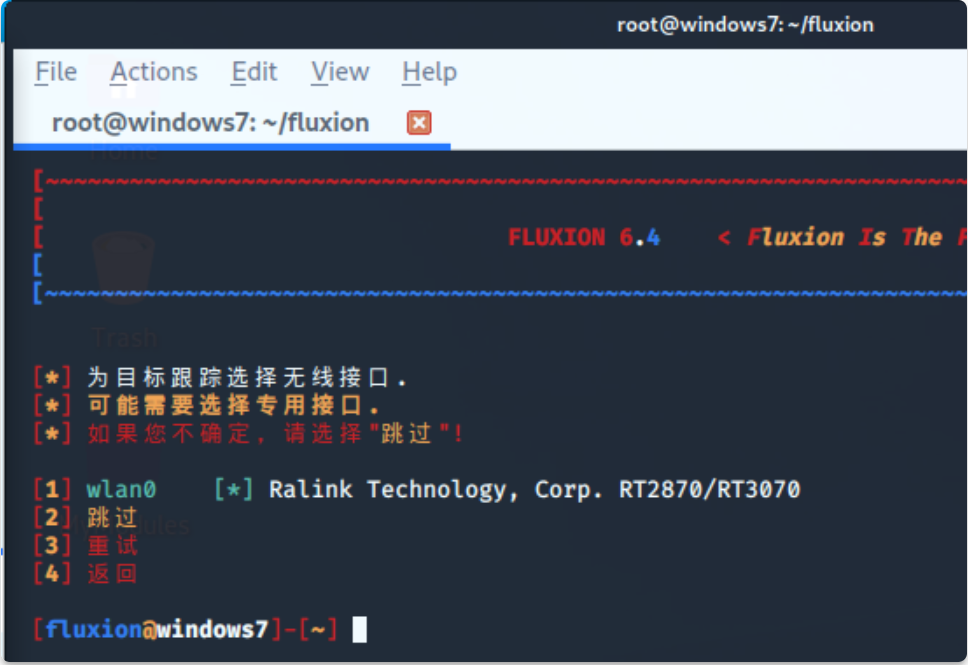 root@windows7: ~/fluxion
File Actions Edit View Help
root@windows7: ~/fluxion
Home
[~~~~~~~~~~~~~~~~~~~~~~~~~~~~~~~~~~~~~~~~~~~~~~~~~~~~~~~~~~~~~~~~~~
[
[ FLUXION 6.4 < Fluxion Is The F
[
[~~~~~~~~~~~~~~~~~~~~~~~~~~~~~~~~~~~~~~~~~~~~~~~~~~~~~~~~~~~~~~~~~~
Trash
[*] 为目标跟踪选择无线接口.
[*] 可能需要选择专用接口.
[*] 如果您不确定, 请选择"跳过"!
[1] wlan0 [*] Ralink Technology, Corp. RT2870/RT3070
[2] 跳过
[3] 重试
[4] 返回
[fluxion@windows7]-[~]